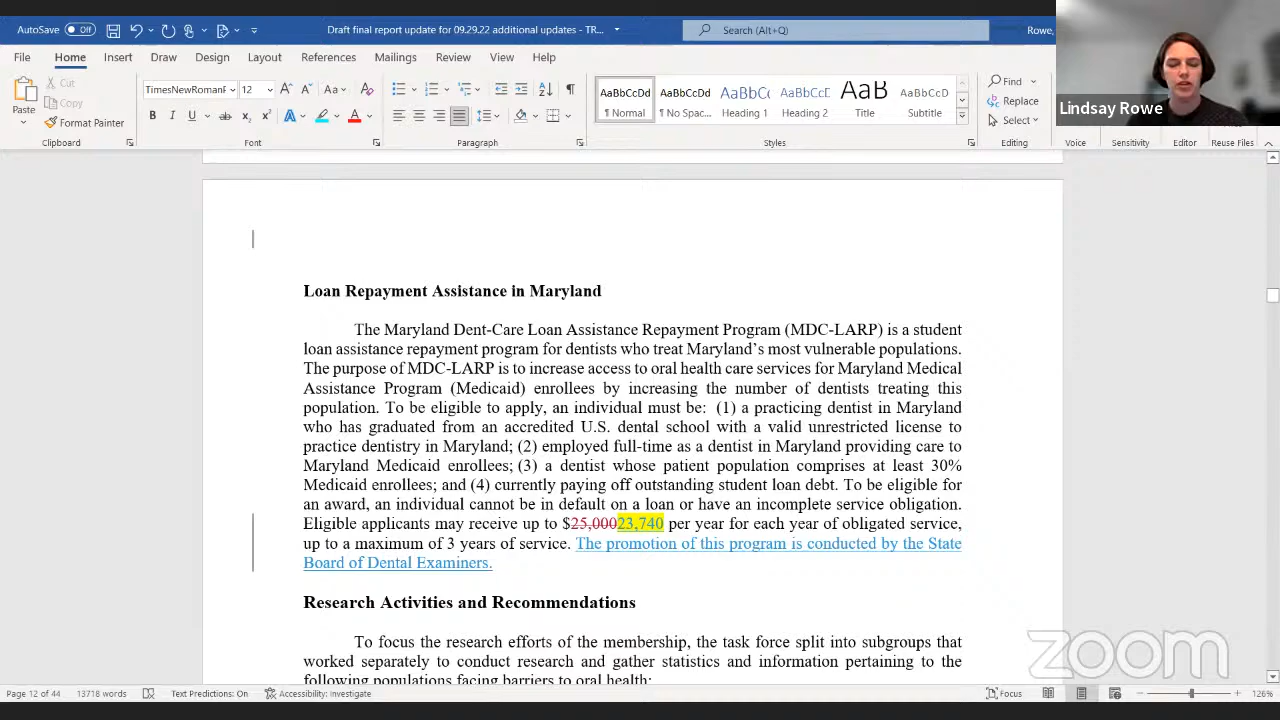 AutoSave Off
Draft final report update for 09.29.22 additional updates - TR...
Search (Alt+Q)
Rowe,
File Home Insert Draw Design Layout References Mailings Review View Help
Paste
Cut
Copy
Format Painter
TimesNewRomanF 12
AaBbCcDd AaBbCcDd AaBbCc AaBbCcC AaB AaBbCcD
¶ Normal ¶ No Spac... Heading 1 Heading 2 Title Subtitle
Find
Replace
Select
Clipboard Font Paragraph Styles Editing Voice Sensitivity Editor Reuse Files
Lindsay Rowe
Loan Repayment Assistance in Maryland
The Maryland Dent-Care Loan Assistance Repayment Program (MDC-LARP) is a student
loan assistance repayment program for dentists who treat Maryland's most vulnerable populations.
The purpose of MDC-LARP is to increase access to oral health care services for Maryland Medical
Assistance Program (Medicaid) enrollees by increasing the number of dentists treating this
population. To be eligible to apply, an individual must be: (1) a practicing dentist in Maryland
who has graduated from an accredited U.S. dental school with a valid unrestricted license to
practice dentistry in Maryland; (2) employed full-time as a dentist in Maryland providing care to
Maryland Medicaid enrollees; (3) a dentist whose patient population comprises at least 30%
Medicaid enrollees; and (4) currently paying off outstanding student loan debt. To be eligible for
an award, an individual cannot be in default on a loan or have an incomplete service obligation.
Eligible applicants may receive up to $25,00023,740 per year for each year of obligated service,
up to a maximum of 3 years of service. The promotion of this program is conducted by the State
Board of Dental Examiners.
Research Activities and Recommendations
To focus the research efforts of the membership, the task force split into subgroups that
worked separately to conduct research and gather statistics and information pertaining to the
following populations facing barriers to oral health:
zoom
Page 12 of 44 13718 words Text Predictions: On Accessibility: Investigate Focus 126%